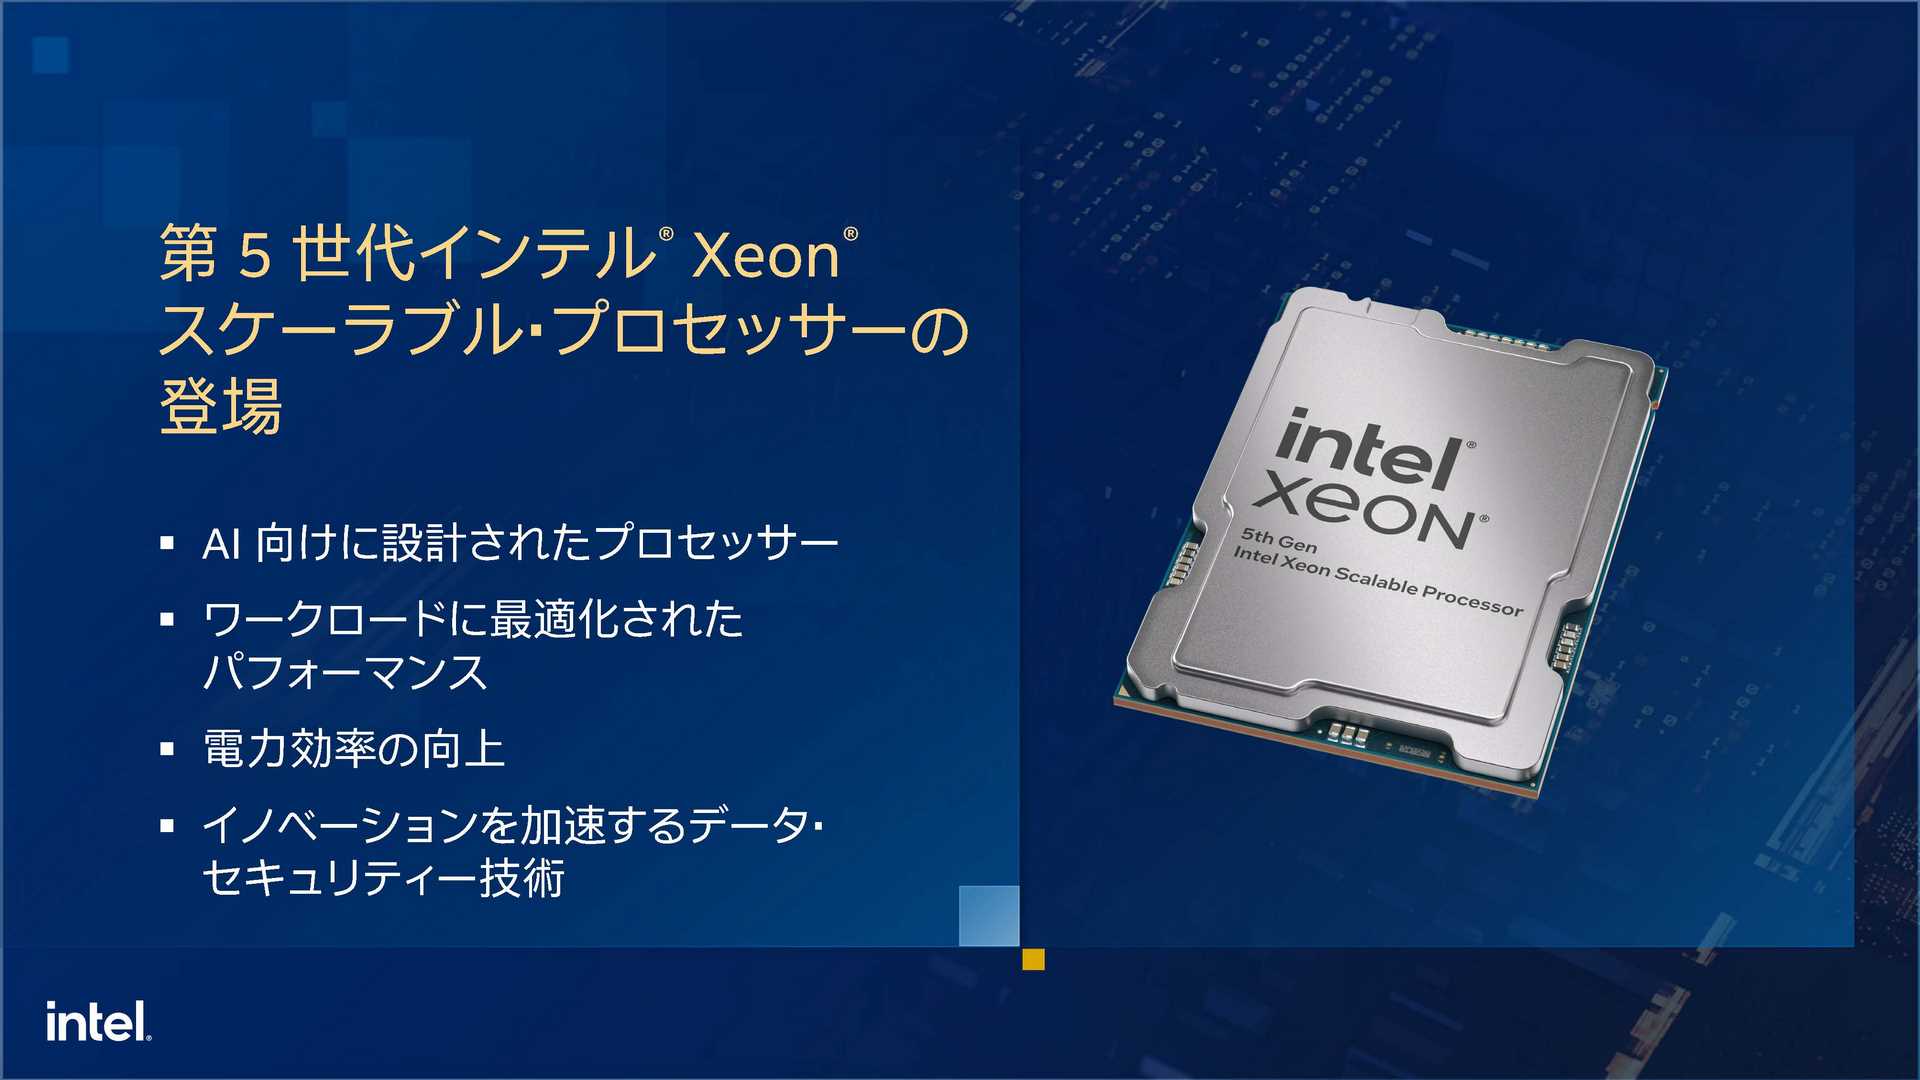 第 5 世代インテル® Xeon®
スケーラブル・プロセッサーの
登場
▪ AI 向けに設計されたプロセッサー
▪ ワークロードに最適化された
パフォーマンス
▪ 電力効率の向上
▪ イノベーションを加速するデータ・
セキュリティー技術
intel®
xeon®
5th Gen
Intel Xeon Scalable Processor
intel®